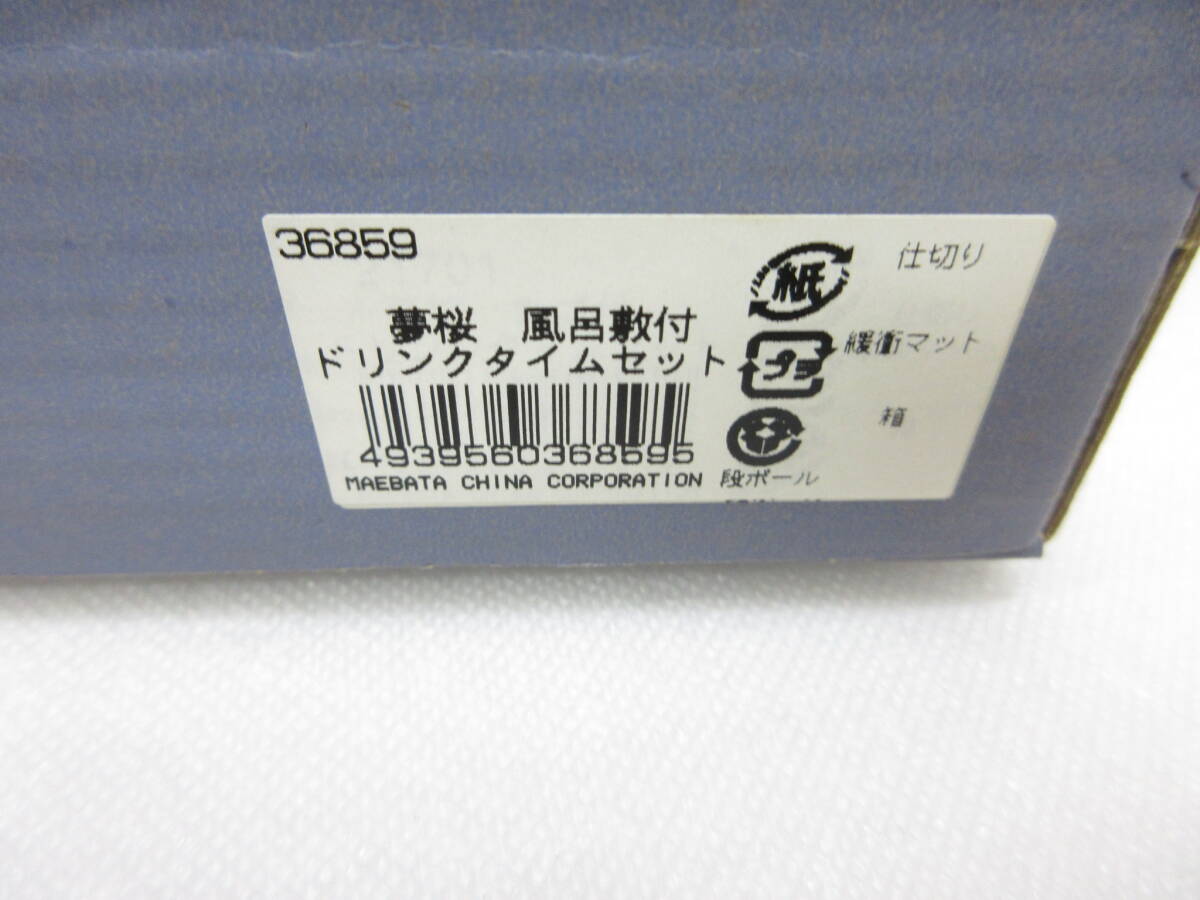 36859
夢桜 風呂敷付
ドリンクタイムセット
4939560368595
MAEBATA CHINA CORPORATION
紙 仕切り
プラ 緩衝マット
箱
段ボール